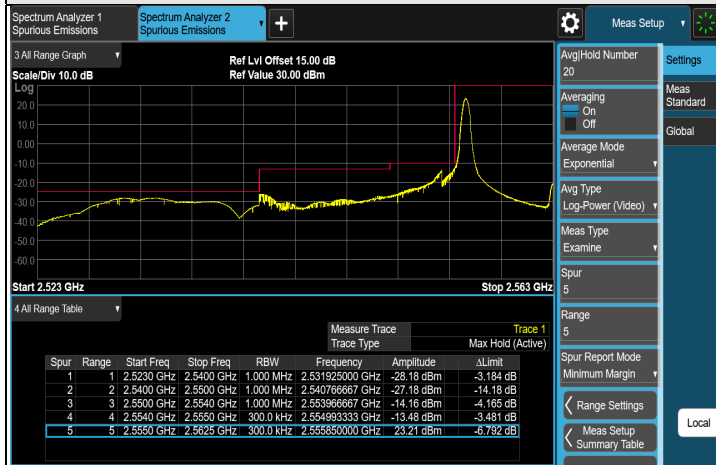 Spectrum Analyzer 1
Spurious Emissions
Spectrum Analyzer 2
Spurious Emissions
Meas Setup
3 All Range Graph
Ref Lvl Offset 15.00 dB
Scale/Div 10.0 dB
Ref Value 30.00 dBm
Log
20.0
10.0
0.00
-10.0
-20.0
-30.0
-40.0
-50.0
-60.0
Start 2.523 GHz
Stop 2.563 GHz
4 All Range Table
Measure Trace Trace 1
Trace Type Max Hold (Active)
Spur Range Start Freq Stop Freq RBW Frequency Amplitude ΔLimit
1 1 2.5230 GHz 2.5400 GHz 1.000 MHz 2.531925000 GHz -28.18 dBm -3.184 dB
2 2 2.5400 GHz 2.5500 GHz 1.000 MHz 2.540766667 GHz -27.18 dBm -14.18 dB
3 3 2.5500 GHz 2.5540 GHz 1.000 MHz 2.553966667 GHz -14.16 dBm -4.165 dB
4 4 2.5540 GHz 2.5550 GHz 300.0 kHz 2.554993333 GHz -13.48 dBm -3.481 dB
5 5 2.5550 GHz 2.5625 GHz 300.0 kHz 2.555850000 GHz 23.21 dBm -6.792 dB
Avg|Hold Number
20
Averaging
On
Off
Average Mode
Exponential
Avg Type
Log-Power (Video)
Meas Type
Examine
Spur
5
Range
5
Spur Report Mode
Minimum Margin
Range Settings
Meas Setup
Summary Table
Settings
Meas
Standard
Global
Local